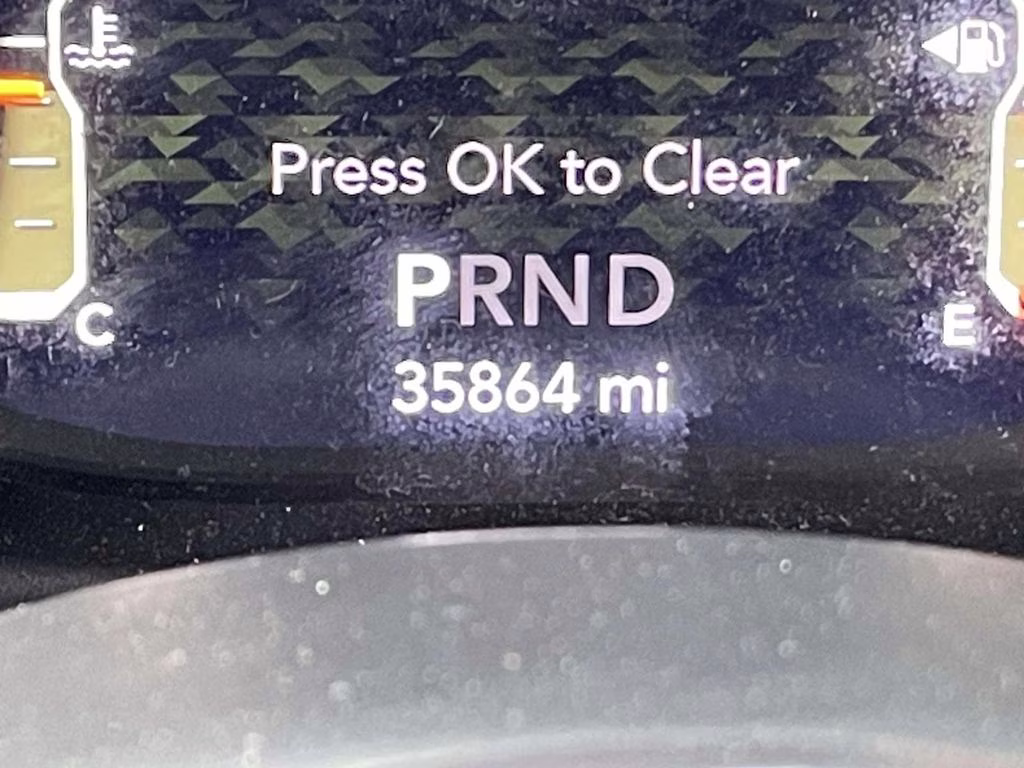 Press OK to Clear
PRND
C
E
35864 mi